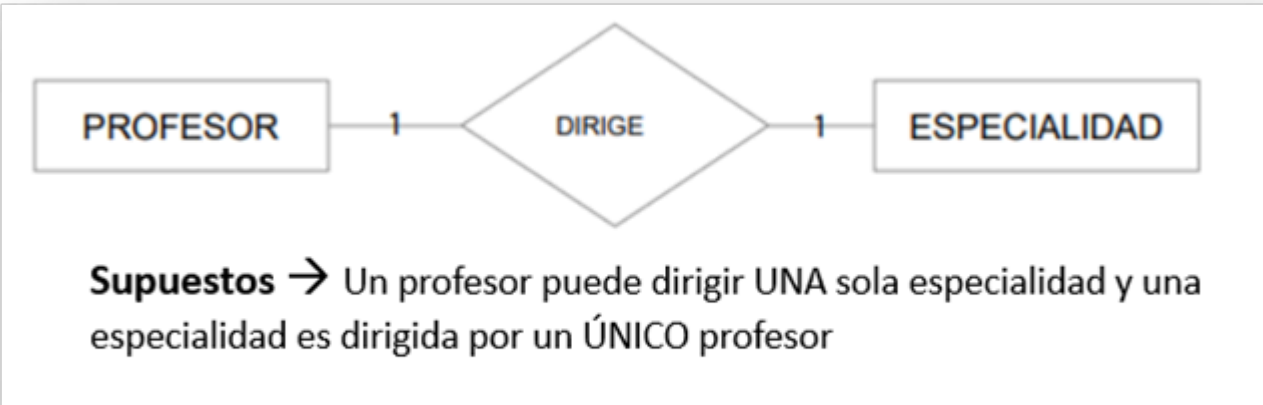 PROFESOR 1 DIRIGE 1 ESPECIALIDAD
Supuestos → Un profesor puede dirigir UNA sola especialidad y una
especialidad es dirigida por un ÚNICO profesor